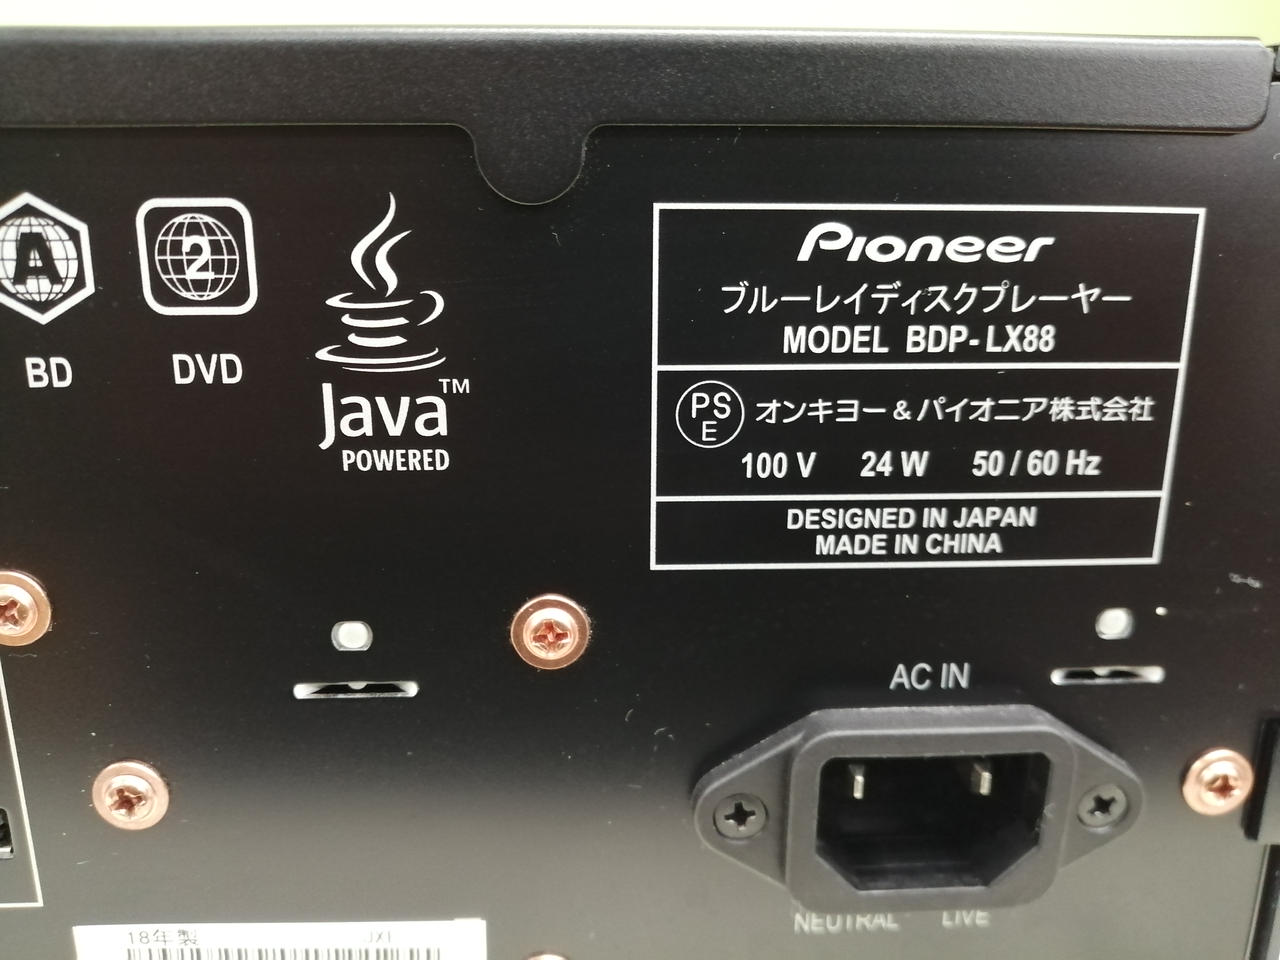 A
BD
2
DVD
Java™
POWERED
Pioneer
ブルーレイディスクプレーヤー
MODEL BDP-LX88
PS
E
オンキヨー&パイオニア株式会社
100 V 24 W 50 / 60 Hz
DESIGNED IN JAPAN
MADE IN CHINA
AC IN
NEUTRAL LIVE
18年製